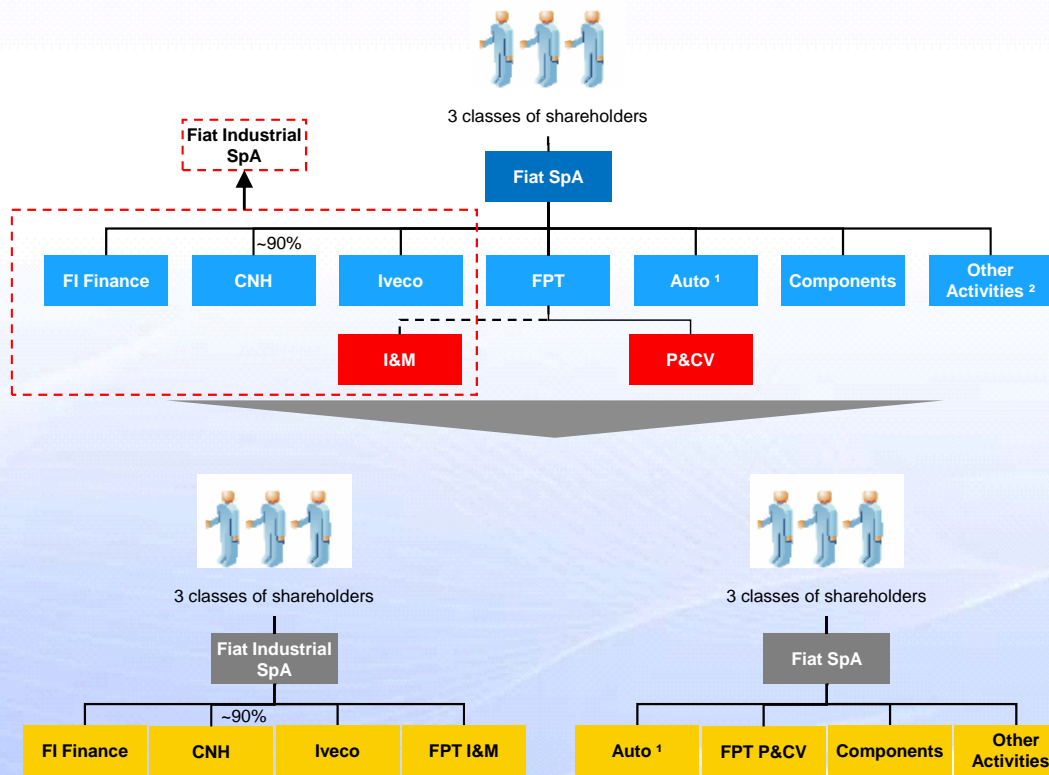 3 classes of shareholders
Fiat Industrial
SpA
Fiat SpA
~90%
FI Finance
CNH
Iveco
FPT
Auto ¹
Components
Other
Activities ²
I&M
P&CV
3 classes of shareholders
3 classes of shareholders
Fiat Industrial
SpA
Fiat SpA
~90%
FI Finance
CNH
Iveco
FPT I&M
Auto ¹
FPT P&CV
Components
Other
Activities